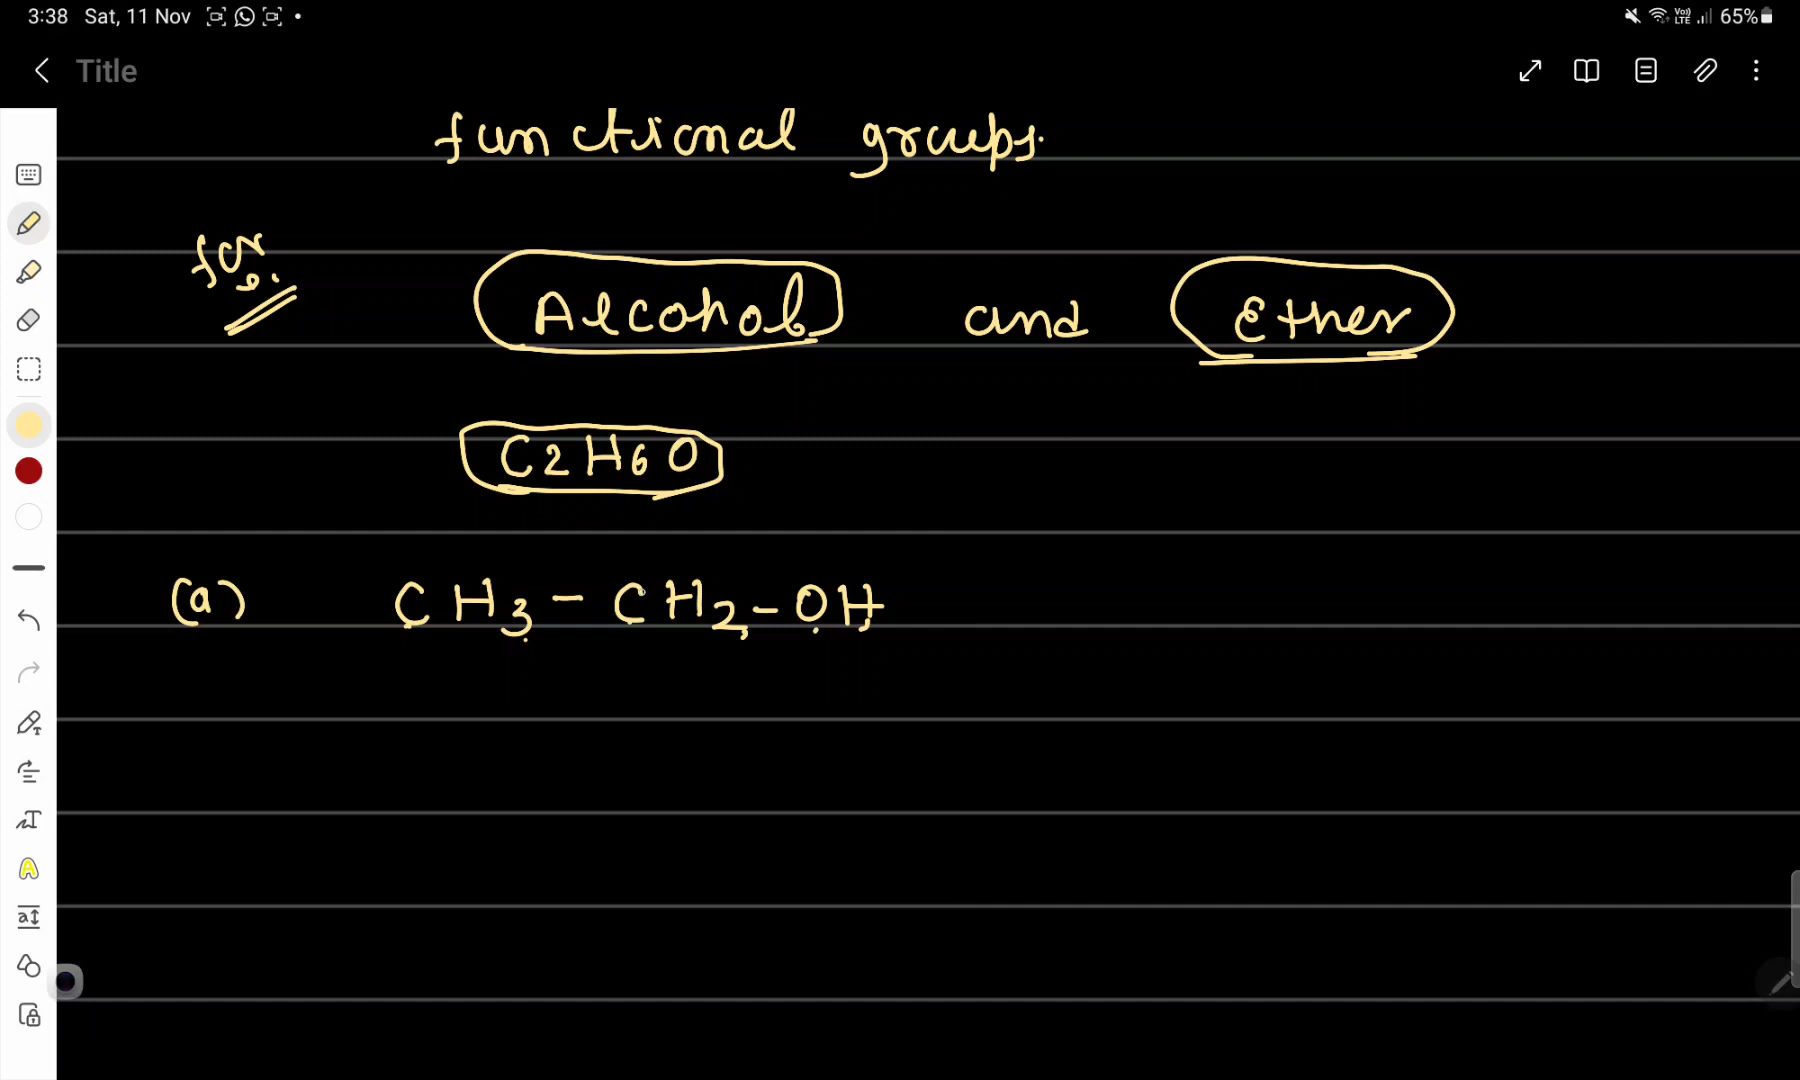 3:38 Sat, 11 Nov 65%
Title
functional groups.
for
Alcohol and Ether
C2H6O
(a) CH3-CH2-OH